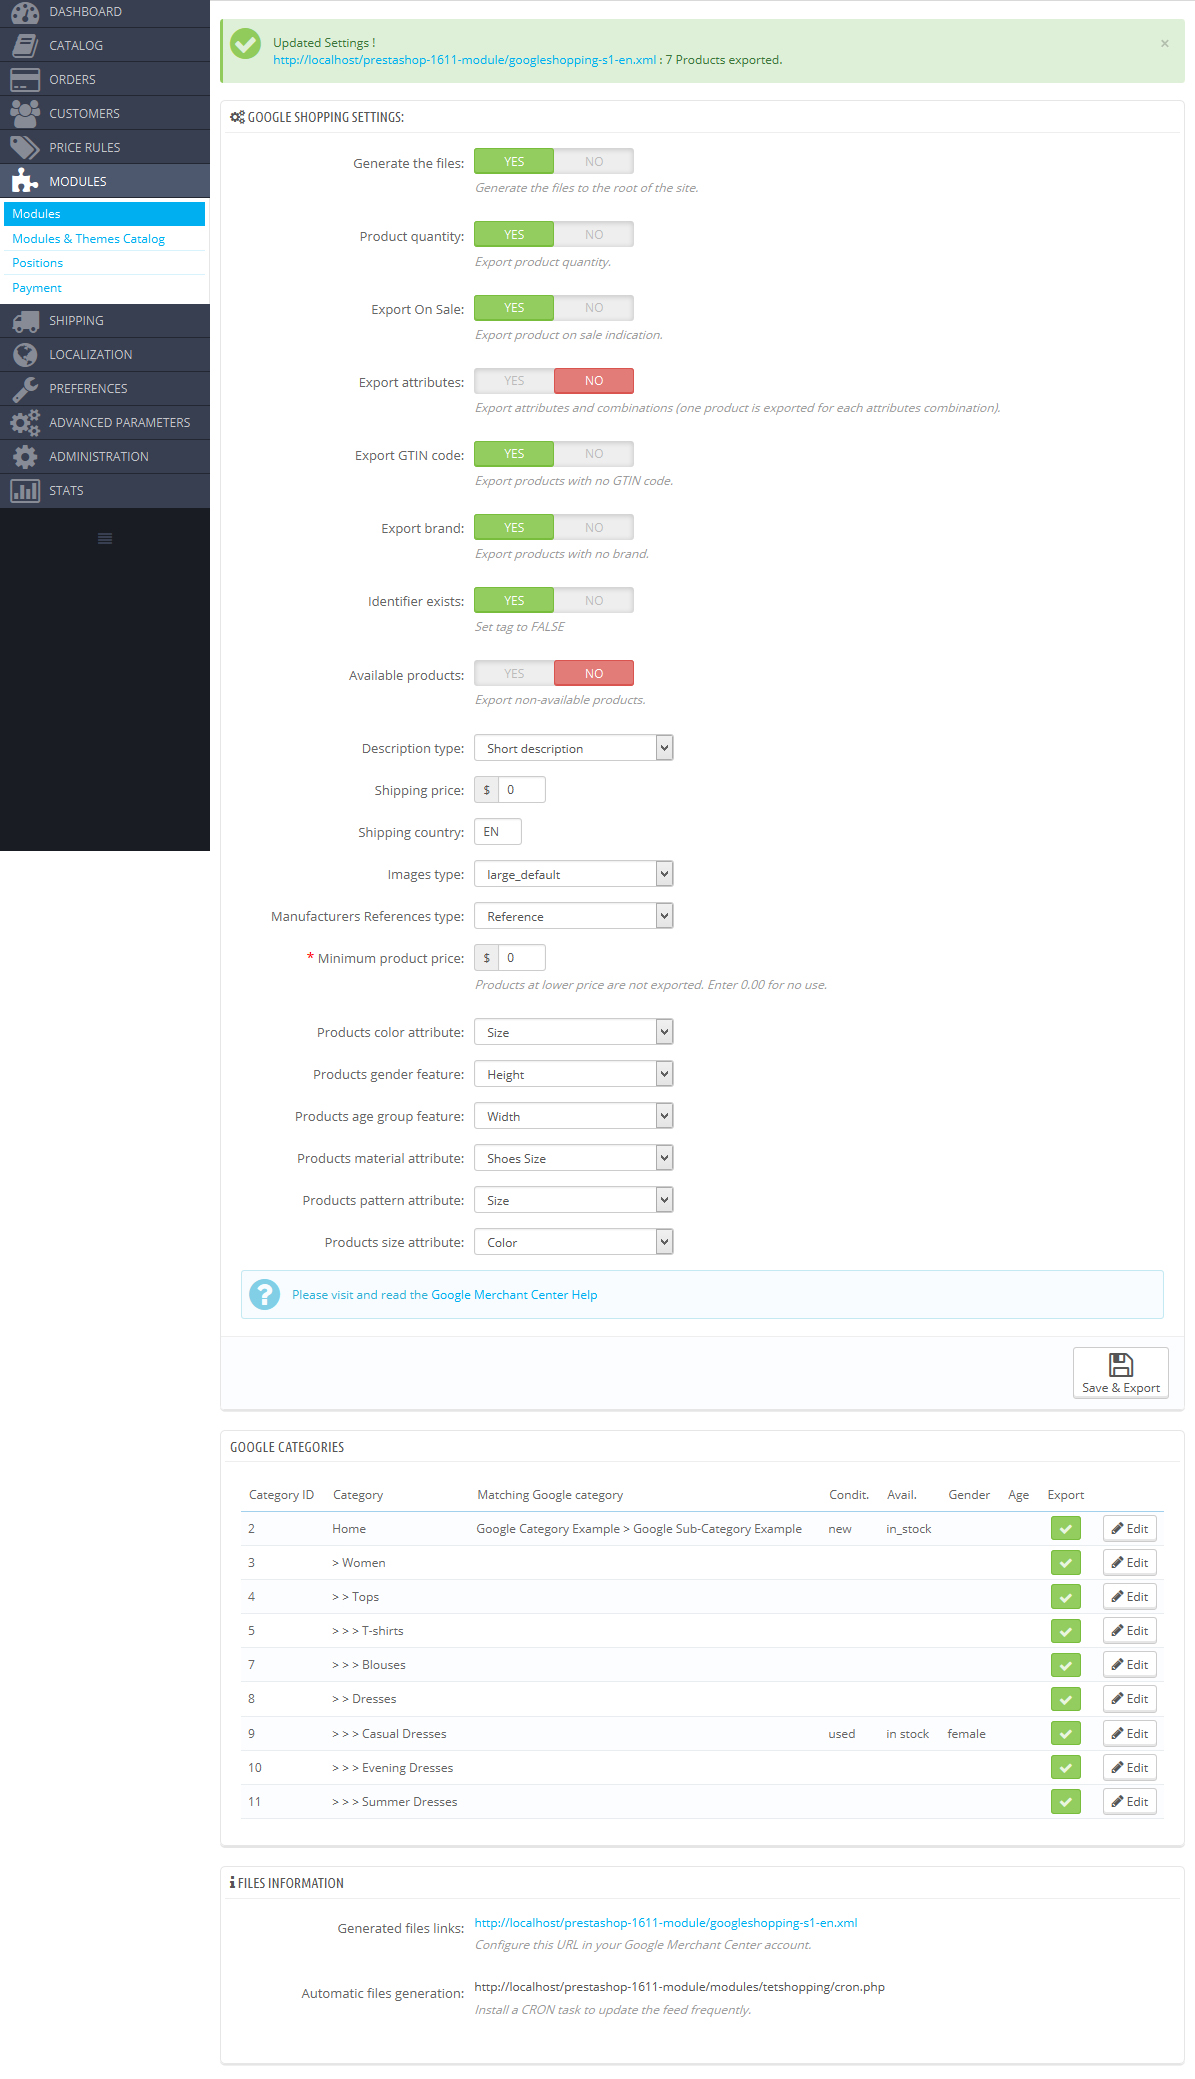 DASHBOARD
CATALOG
ORDERS
CUSTOMERS
PRICE RULES
MODULES
Modules
Modules & Themes Catalog
Positions
Payment
SHIPPING
LOCALIZATION
PREFERENCES
ADVANCED PARAMETERS
ADMINISTRATION
STATS
Updated Settings !
×
http://localhost/prestashop-1611-module/googleshopping-s1-en.xml : 7 Products exported.
GOOGLE SHOPPING SETTINGS:
Generate the files: YES NO
Generate the files to the root of the site.
Product quantity: YES NO
Export product quantity.
Export On Sale: YES NO
Export product on sale indication.
Export attributes: YES NO
Export attributes and combinations (one product is exported for each attributes combination).
Export GTIN code: YES NO
Export products with no GTIN code.
Export brand: YES NO
Export products with no brand.
Identifier exists: YES NO
Set tag to FALSE
Available products: YES NO
Export non-available products.
Description type: Short description
Shipping price: $ 0
Shipping country: EN
Images type: large_default
Manufacturers References type: Reference
* Minimum product price: $ 0
Products at lower price are not exported. Enter 0.00 for no use.
Products color attribute: Size
Products gender feature: Height
Products age group feature: Width
Products material attribute: Shoes Size
Products pattern attribute: Size
Products size attribute: Color
? Please visit and read the Google Merchant Center Help
Save & Export
GOOGLE CATEGORIES
Category ID Category Matching Google category Condit. Avail. Gender Age Export
2 Home Google Category Example > Google Sub-Category Example new in_stock Edit
3 > Women Edit
4 > > Tops Edit
5 > > > T-shirts Edit
7 > > > Blouses Edit
8 > > Dresses Edit
9 > > > Casual Dresses used in stock female Edit
10 > > > Evening Dresses Edit
11 > > > Summer Dresses Edit
FILES INFORMATION
Generated files links: http://localhost/prestashop-1611-module/googleshopping-s1-en.xml
Configure this URL in your Google Merchant Center account.
Automatic files generation: http://localhost/prestashop-1611-module/modules/tetshopping/cron.php
Install a CRON task to update the feed frequently.